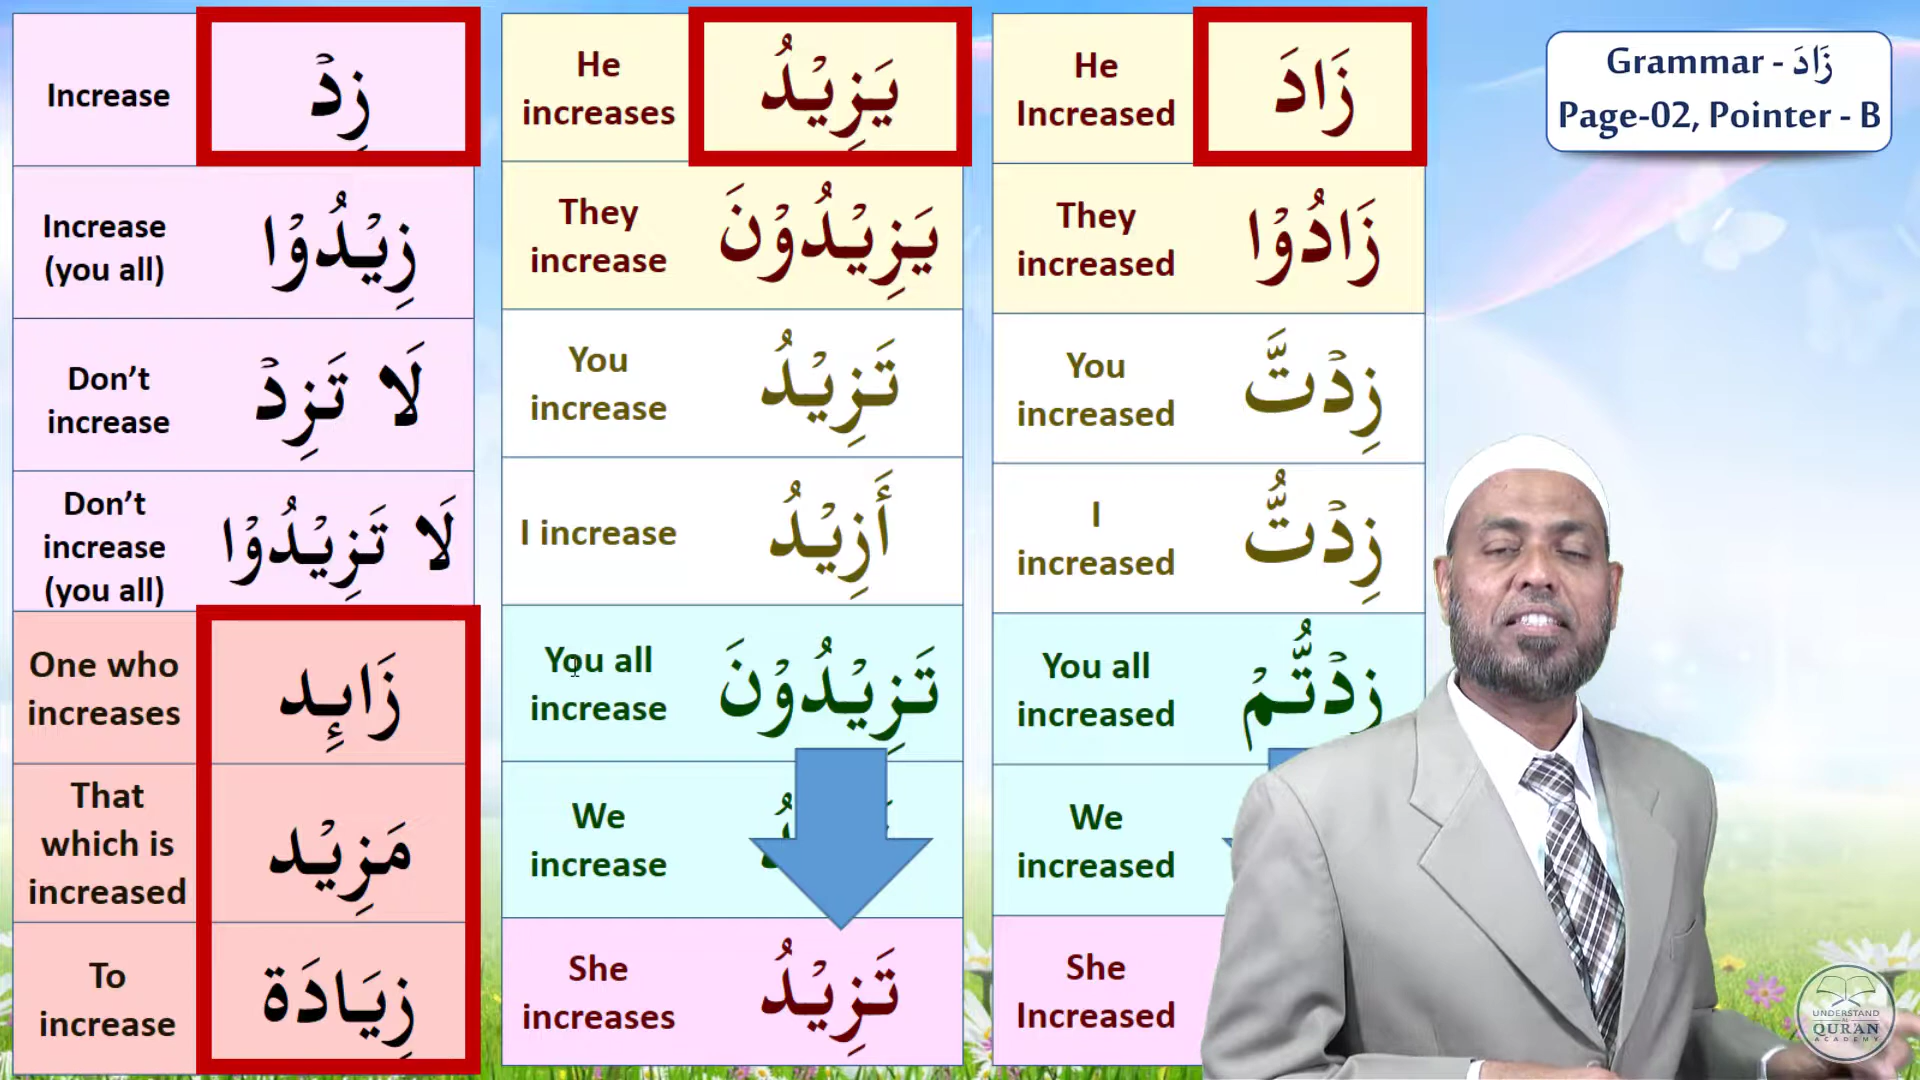 Increase
زِدْ
Increase
(you all)
زِيْدُوْا
Don’t
increase
لَا تَزِدْ
Don’t
increase
(you all)
لَا تَزِيْدُوْا
One who
increases
زَائِد
That
which is
increased
مَزِيْد
To
increase
زِيَادَة
He
increases
يَزِيْدُ
They
increase
يَزِيْدُوْنَ
You
increase
تَزِيْدُ
I increase
أَزِيْدُ
You all
increase
تَزِيْدُوْنَ
We
increase
She
increases
تَزِيْدُ
He
Increased
زَادَ
They
increased
زَادُوْا
You
increased
زِدْتَّ
I
increased
زِدْتُّ
You all
increased
زِدْتُّمْ
We
increased
She
Increased
Grammar - زَادَ
Page-02, Pointer - B
UNDERSTAND
AL
QURAN
ACADEMY